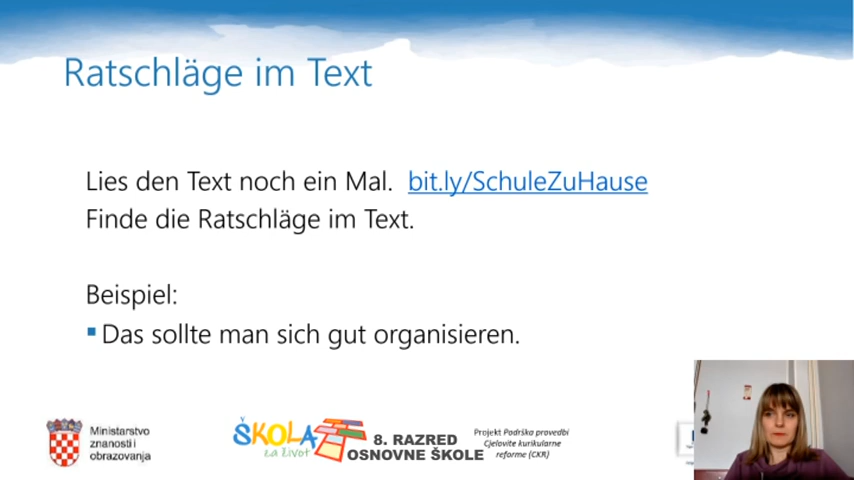 Ratschläge im Text
Lies den Text noch ein Mal. bit.ly/SchuleZuHause
Finde die Ratschläge im Text.
Beispiel:
Das sollte man sich gut organisieren.
Ministarstvo
znanosti i
obrazovanja
ŠKOLA
za život
8. RAZRED
OSNOVNE ŠKOLE
Projekt Podrška provedbi
Cjelovite kurikularne
reforme (CKR)